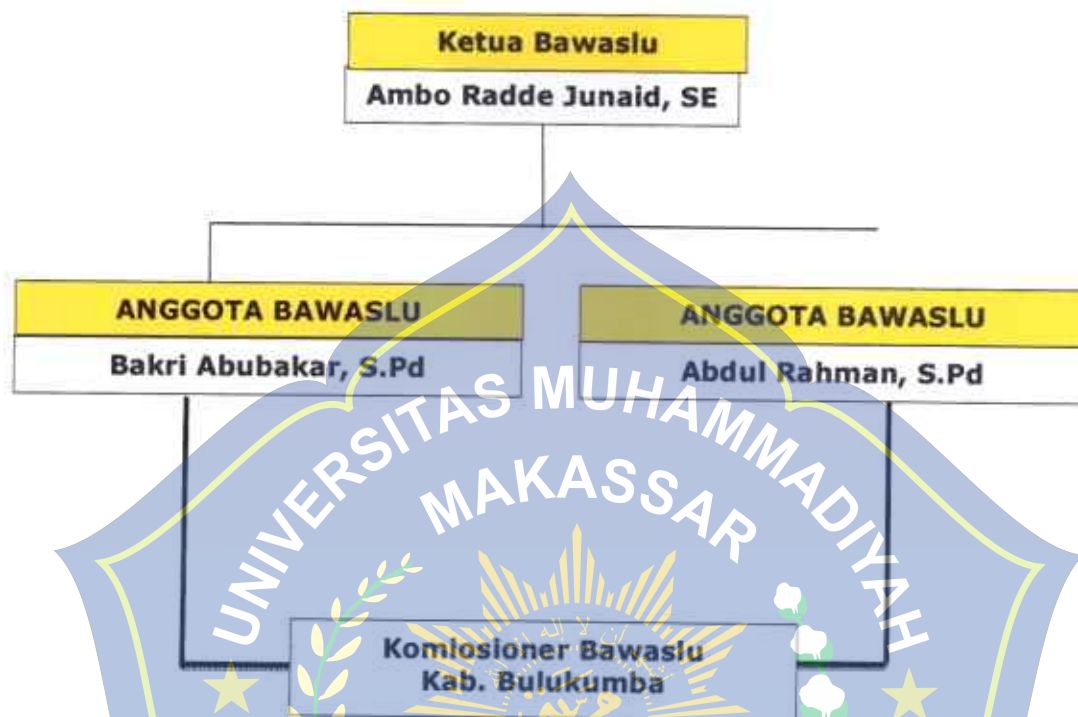 Ketua Bawaslu
Ambo Radde Junaid, SE
ANGGOTA BAWASLU
Bakri Abubakar, S.Pd
ANGGOTA BAWASLU
Abdul Rahman, S.Pd
UNIVERSITAS MUHAMMADIYAH
MAKASSAR
Komiosioner Bawaslu
Kab. Bulukumba